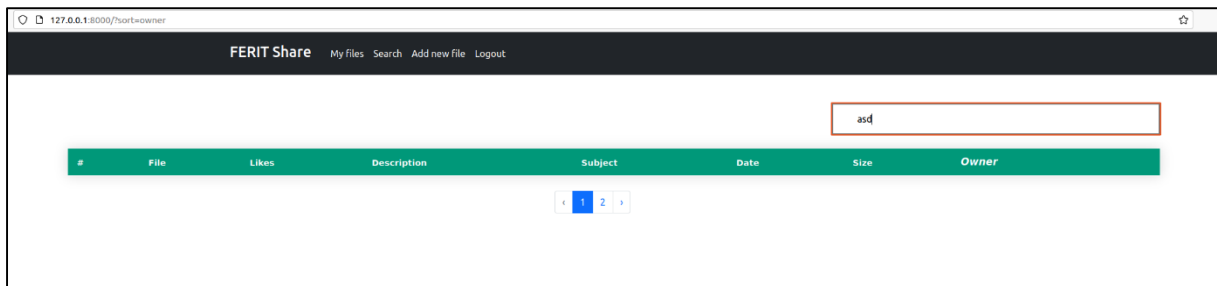 127.0.0.1:8000/?sort=owner
FERIT Share My files Search Add new file Logout
asd
# File Likes Description Subject Date Size Owner
‹ 1 2 ›